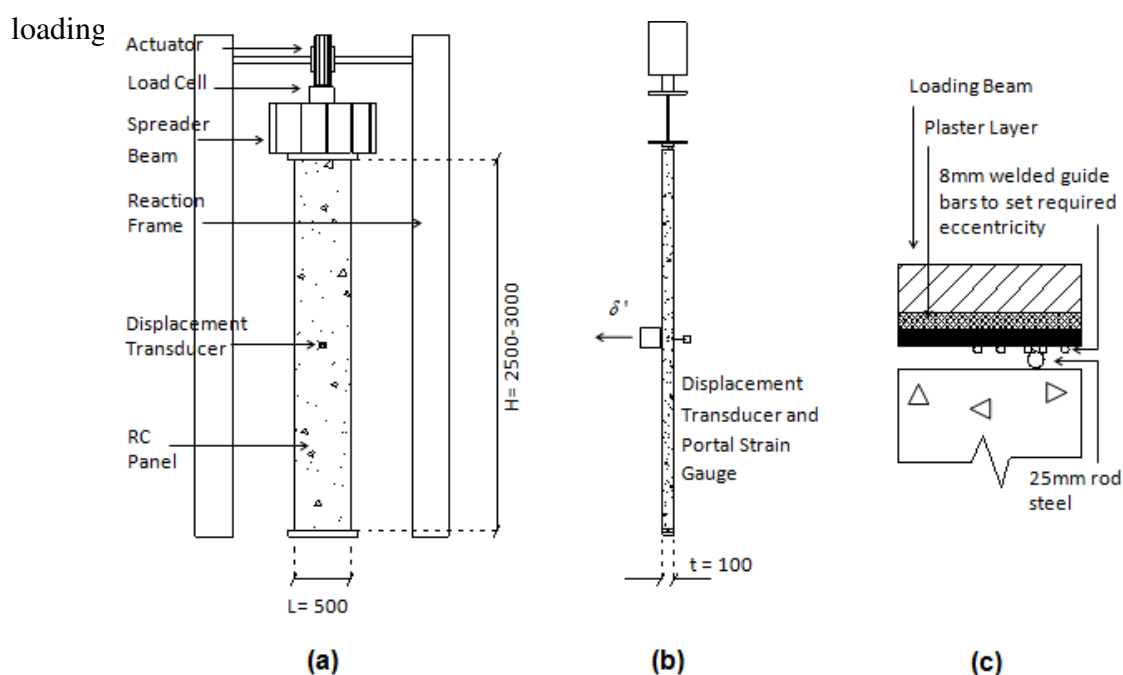 loading
Actuator
Load Cell
Spreader
Beam
Reaction
Frame
Displacement
Transducer
RC
Panel
H= 2500-3000
L= 500
(a)
δ'
Displacement
Transducer and
Portal Strain
Gauge
t = 100
(b)
Loading Beam
Plaster Layer
8mm welded guide
bars to set required
eccentricity
25mm rod
steel
(c)